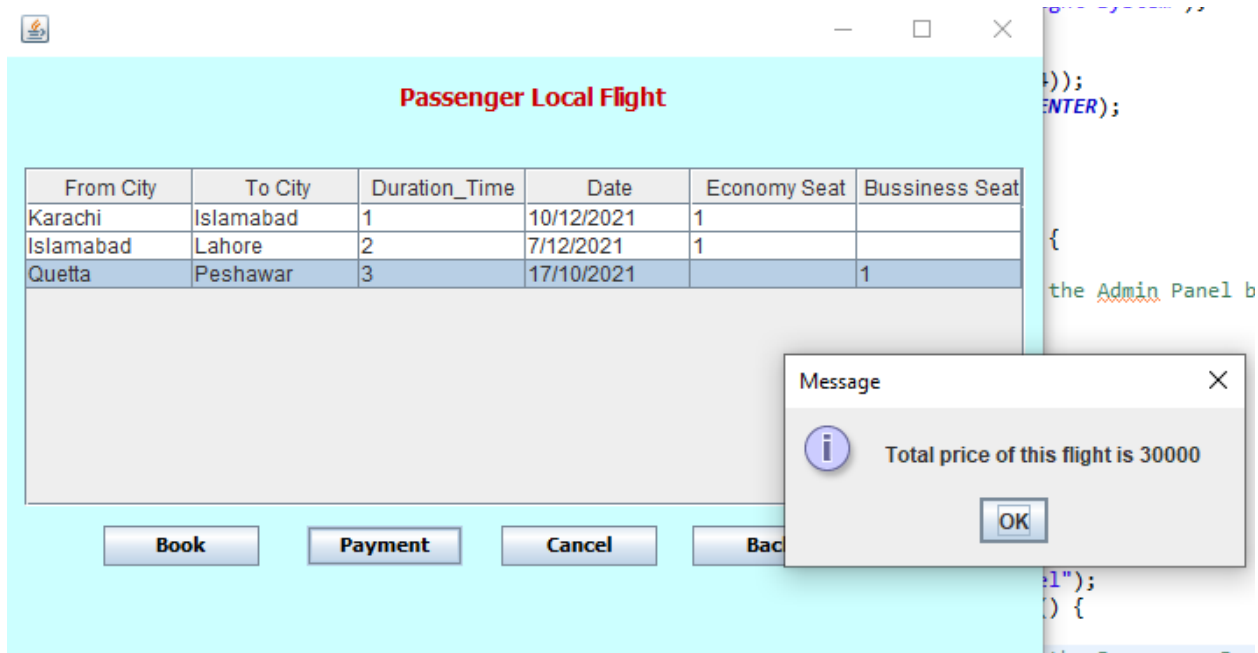 ));
Passenger Local Flight
ENTER);
From City To City Duration_Time Date Economy Seat Bussiness Seat
Karachi Islamabad 1 10/12/2021 1
Islamabad Lahore 2 7/12/2021 1
{
Quetta Peshawar 3 17/10/2021 1
the Admin Panel b
Message
Total price of this flight is 30000
OK
Book Payment Cancel Bac
el");
() {